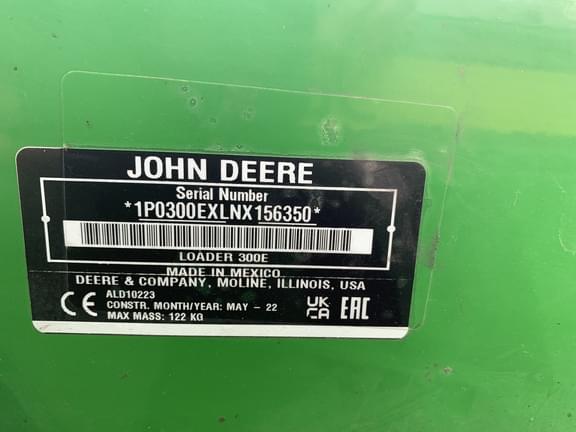 JOHN DEERE
Serial Number
*1P0300EXLNX156350*
LOADER 300E
MADE IN MEXICO
DEERE & COMPANY, MOLINE, ILLINOIS, USA
ALD10223
CONSTR. MONTH/YEAR: MAY - 22
MAX MASS: 122 KG
CE
UK
CA
EAC